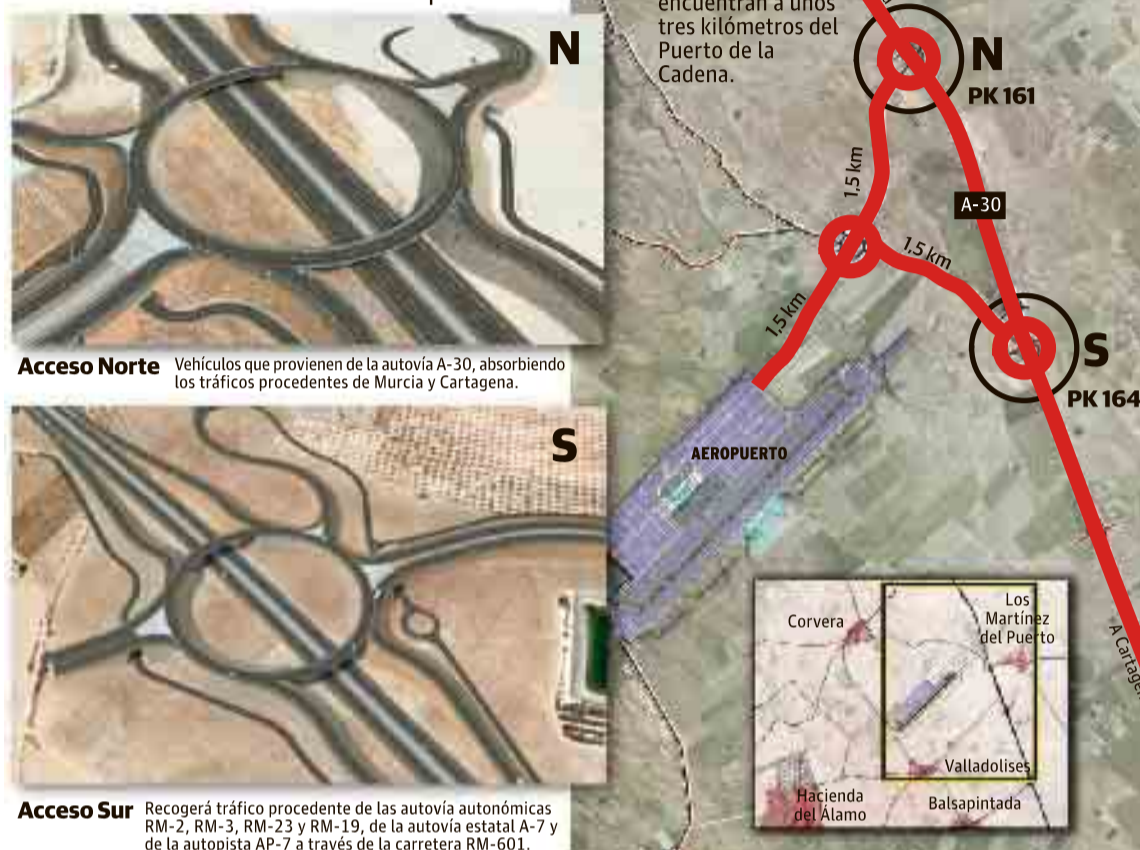 encuentran a unos
tres kilómetros del
Puerto de la
Cadena.
N
N
PK 161
1,5 km
A-30
1,5 km
1,5 km
S
PK 164
AEROPUERTO
Acceso Norte Vehículos que provienen de la autovía A-30, absorbiendo
los tráficos procedentes de Murcia y Cartagena.
S
Acceso Sur Recogerá tráfico procedente de las autovía autonómicas
RM-2, RM-3, RM-23 y RM-19, de la autovía estatal A-7 y
de la autopista AP-7 a través de la carretera RM-601.
Corvera
Los
Martínez
del Puerto
Valladolises
Hacienda
del Álamo
Balsapintada
A